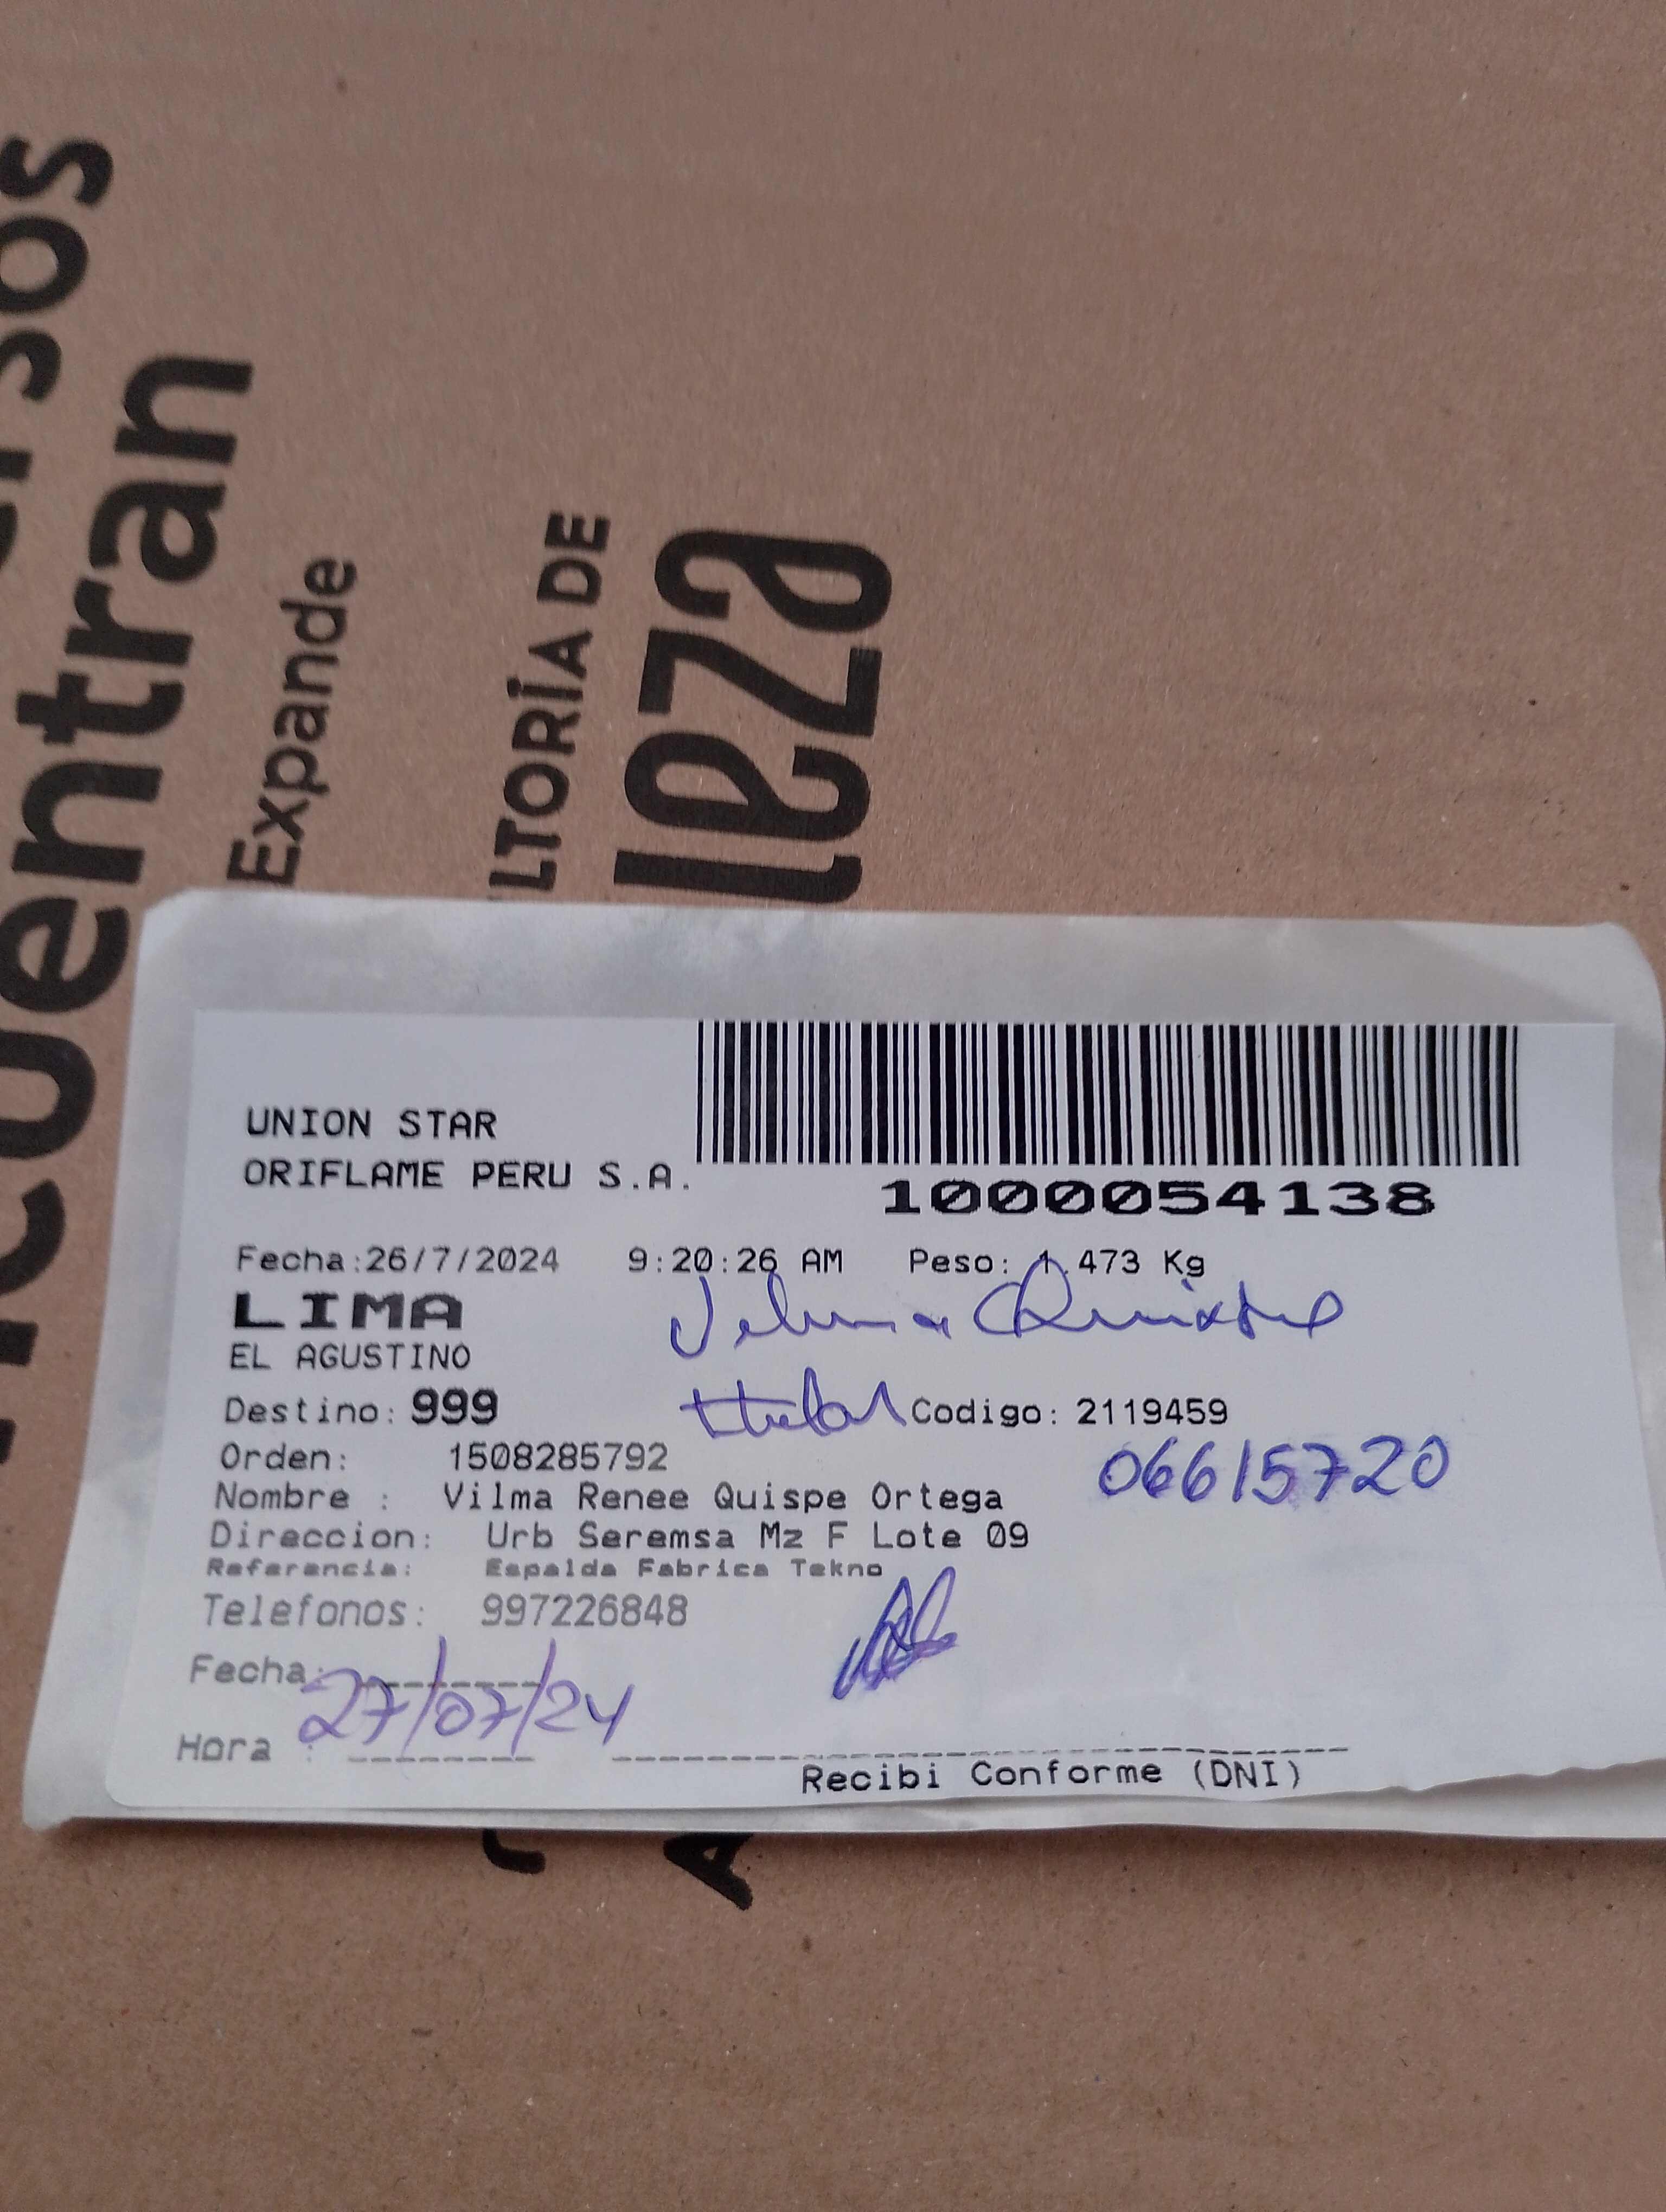 sos
cuentran
Expande
LTORÍA DE
leza
UNION STAR
ORIFLAME PERU S.A.
1000054138
Fecha:26/7/2024 9:20:26 AM Peso: 1.473 Kg
LIMA
EL AGUSTINO
Destino: 999 Codigo: 2119459
Orden: 1508285792
06615720
Nombre : Vilma Renee Quispe Ortega
Direccion: Urb Seremsa Mz F Lote 09
Referencia: Espalda Fabrica Tekno
Telefonos: 997226848
Fecha: 27/07/24
Hora :
Recibi Conforme (DNI)